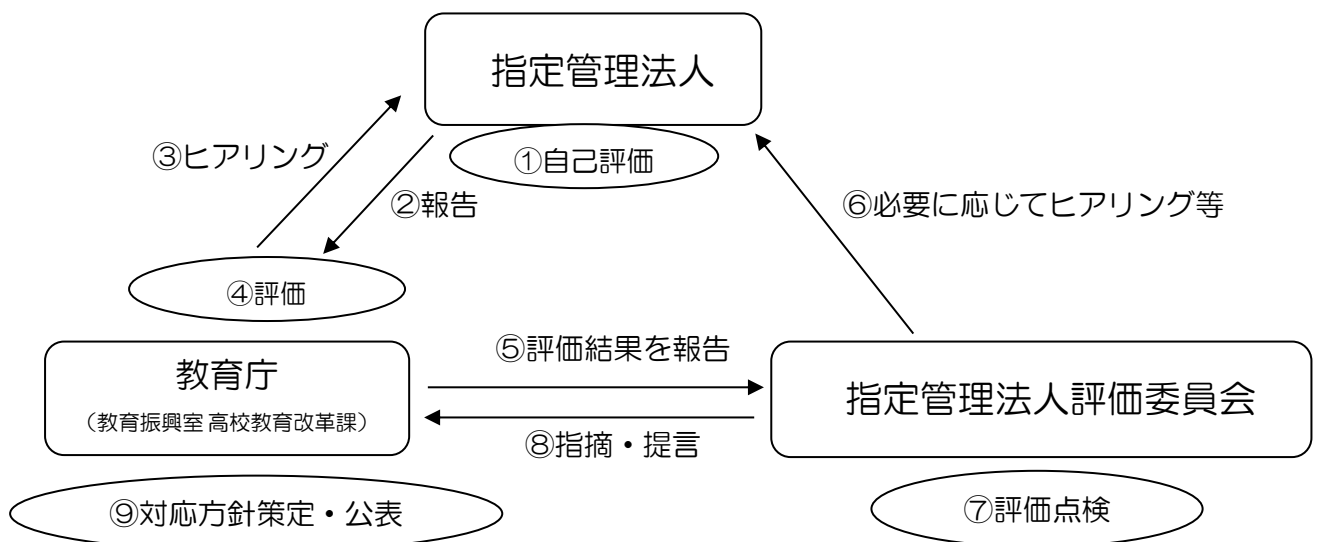 指定管理法人
①自己評価
③ヒアリング
②報告
⑥必要に応じてヒアリング等
④評価
⑤評価結果を報告
教育庁
（教育振興室 高校教育改革課）
指定管理法人評価委員会
⑧指摘・提言
⑨対応方針策定・公表
⑦評価点検